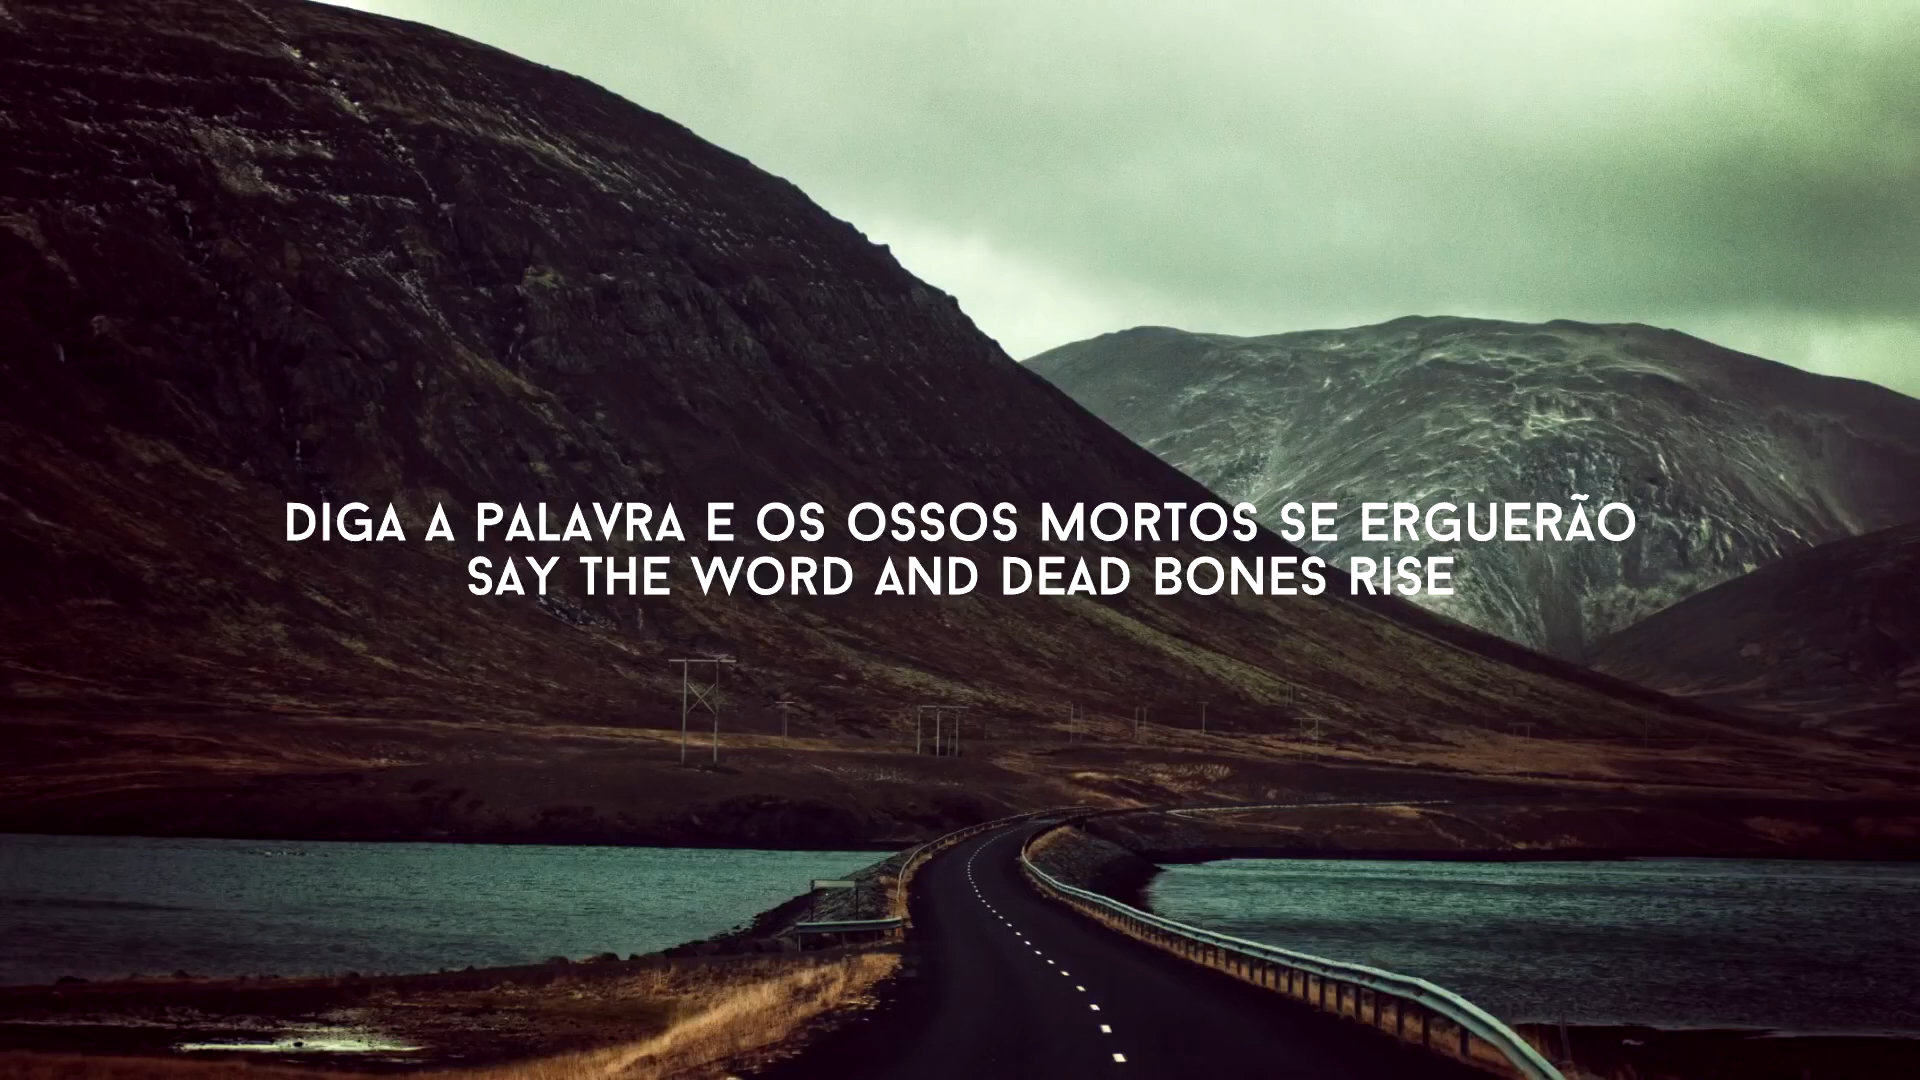 DIGA A PALAVRA E OS OSSOS MORTOS SE ERGUERÃO
SAY THE WORD AND DEAD BONES RISE